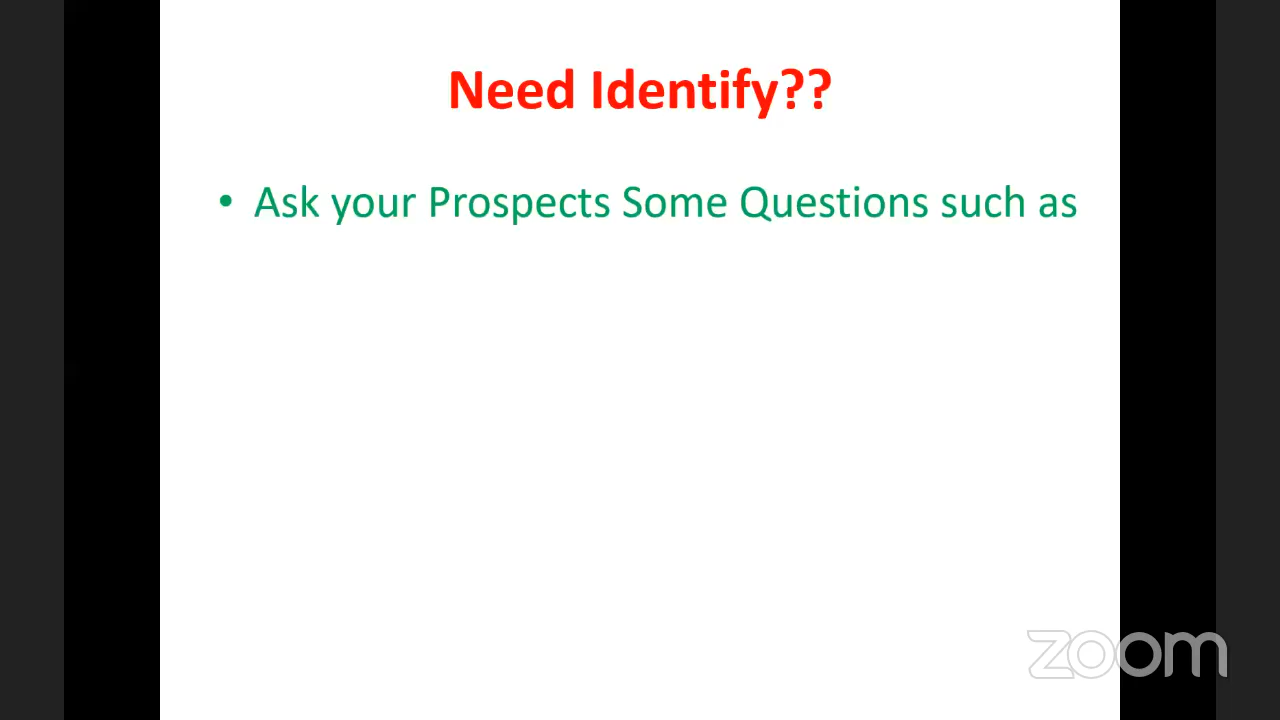 Need Identify??
• Ask your Prospects Some Questions such as
zoom